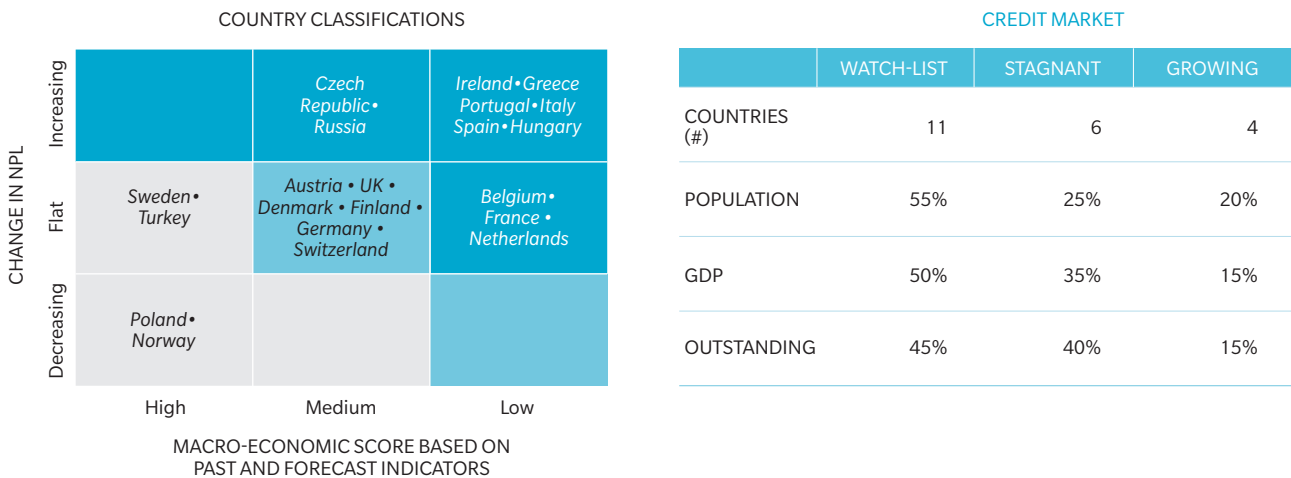 COUNTRY CLASSIFICATIONS
CHANGE IN NPL
Increasing
Czech
Republic•
Russia
Ireland•Greece
Portugal•Italy
Spain•Hungary
Flat
Sweden•
Turkey
Austria • UK •
Denmark • Finland •
Germany •
Switzerland
Belgium•
France •
Netherlands
Decreasing
Poland•
Norway
High Medium Low
MACRO-ECONOMIC SCORE BASED ON
PAST AND FORECAST INDICATORS
CREDIT MARKET
WATCH-LIST STAGNANT GROWING
COUNTRIES
(#) 11 6 4
POPULATION 55% 25% 20%
GDP 50% 35% 15%
OUTSTANDING 45% 40% 15%